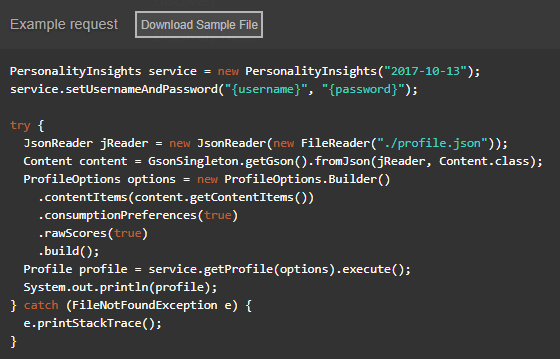 Example request
Download Sample File
PersonalityInsights service = new PersonalityInsights("2017-10-13");
service.setUsernameAndPassword("{username}", "{password}");
try {
  JsonReader jReader = new JsonReader(new FileReader("./profile.json"));
  Content content = GsonSingleton.getGson().fromJson(jReader, Content.class);
  ProfileOptions options = new ProfileOptions.Builder()
    .contentItems(content.getContentItems())
    .consumptionPreferences(true)
    .rawScores(true)
    .build();
  Profile profile = service.getProfile(options).execute();
  System.out.println(profile);
} catch (FileNotFoundException e) {
  e.printStackTrace();
}